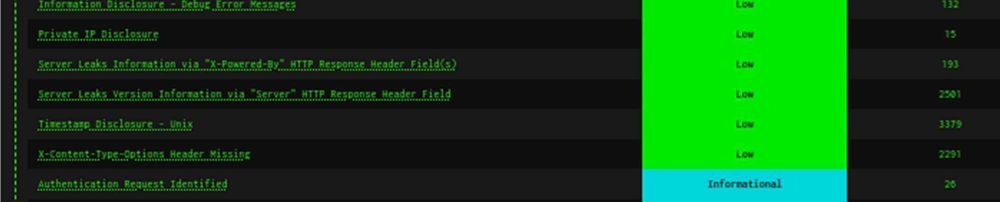 Information Disclosure - Debug Error Messages Low 132
Private IP Disclosure Low 15
Server Leaks Information via "X-Powered-By" HTTP Response Header Field(s) Low 193
Server Leaks Version Information via "Server" HTTP Response Header Field Low 2501
Timestamp Disclosure - Unix Low 3379
X-Content-Type-Options Header Missing Low 2291
Authentication Request Identified Informational 26